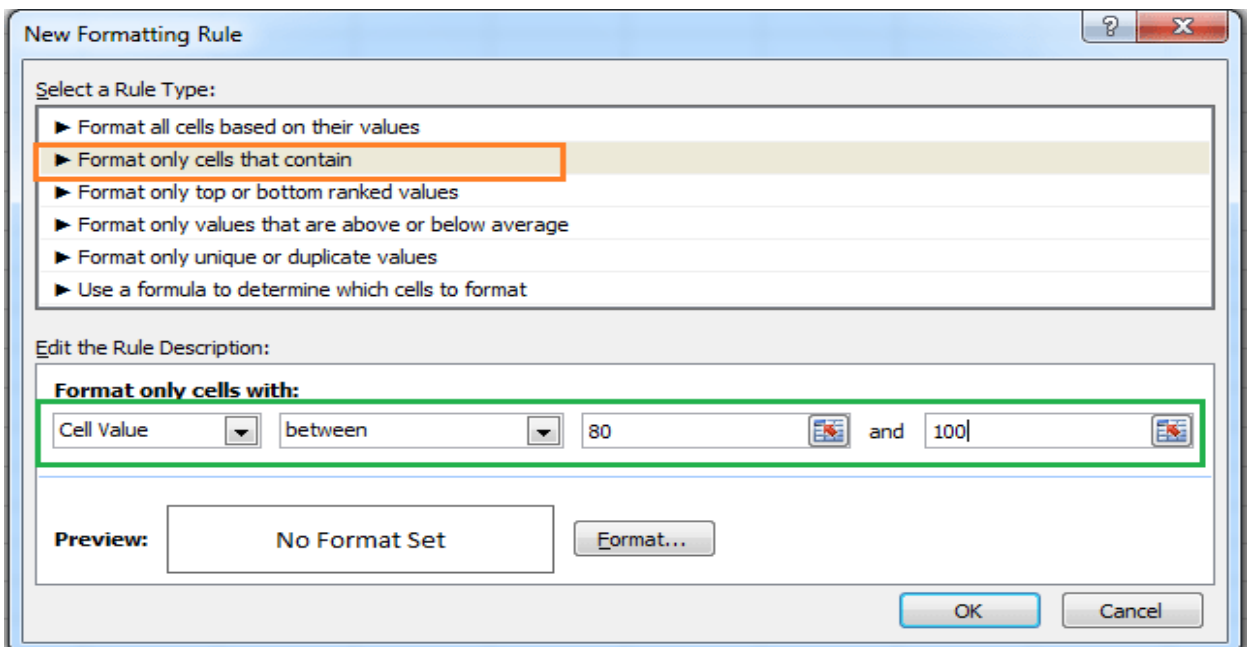 New Formatting Rule
?
Select a Rule Type:
► Format all cells based on their values
► Format only cells that contain
► Format only top or bottom ranked values
► Format only values that are above or below average
► Format only unique or duplicate values
► Use a formula to determine which cells to format
Edit the Rule Description:
Format only cells with:
Cell Value between 80 and 100
Preview: No Format Set Format...
OK Cancel